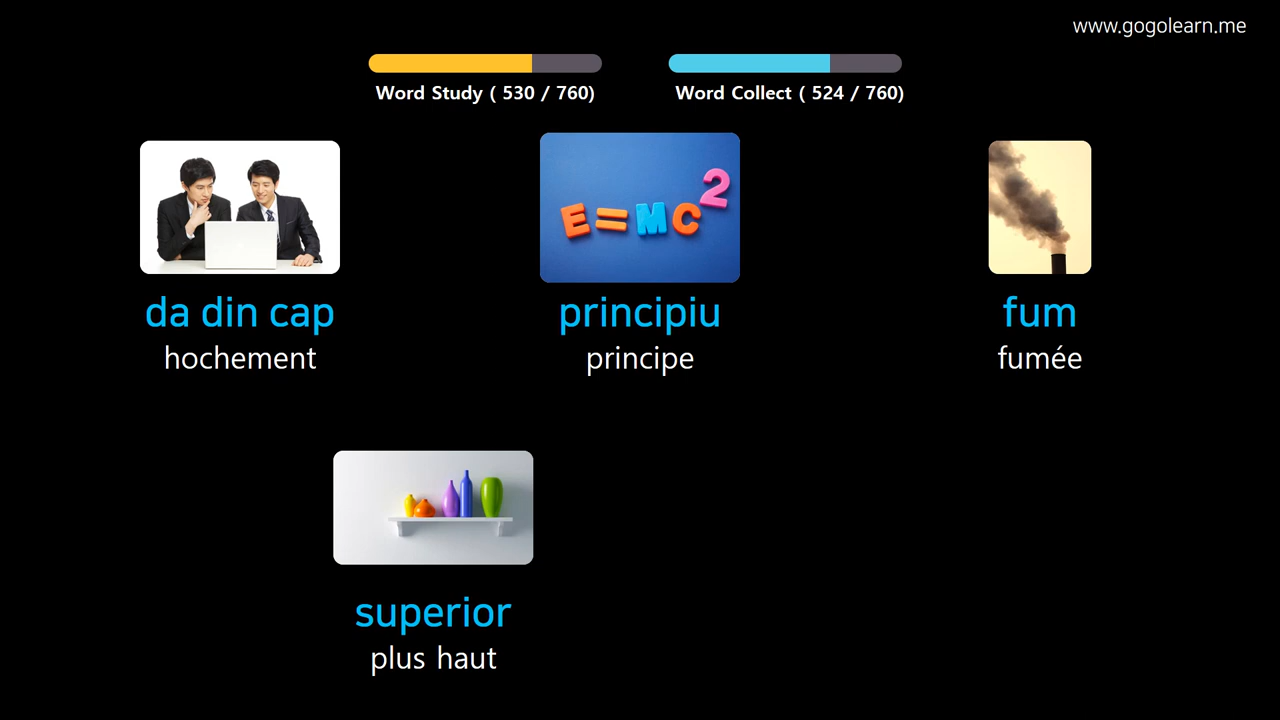 www.gogolearn.me
Word Study ( 530 / 760)
Word Collect ( 524 / 760)
E=MC2
da din cap
hochement
principiu
principe
fum
fumée
superior
plus haut